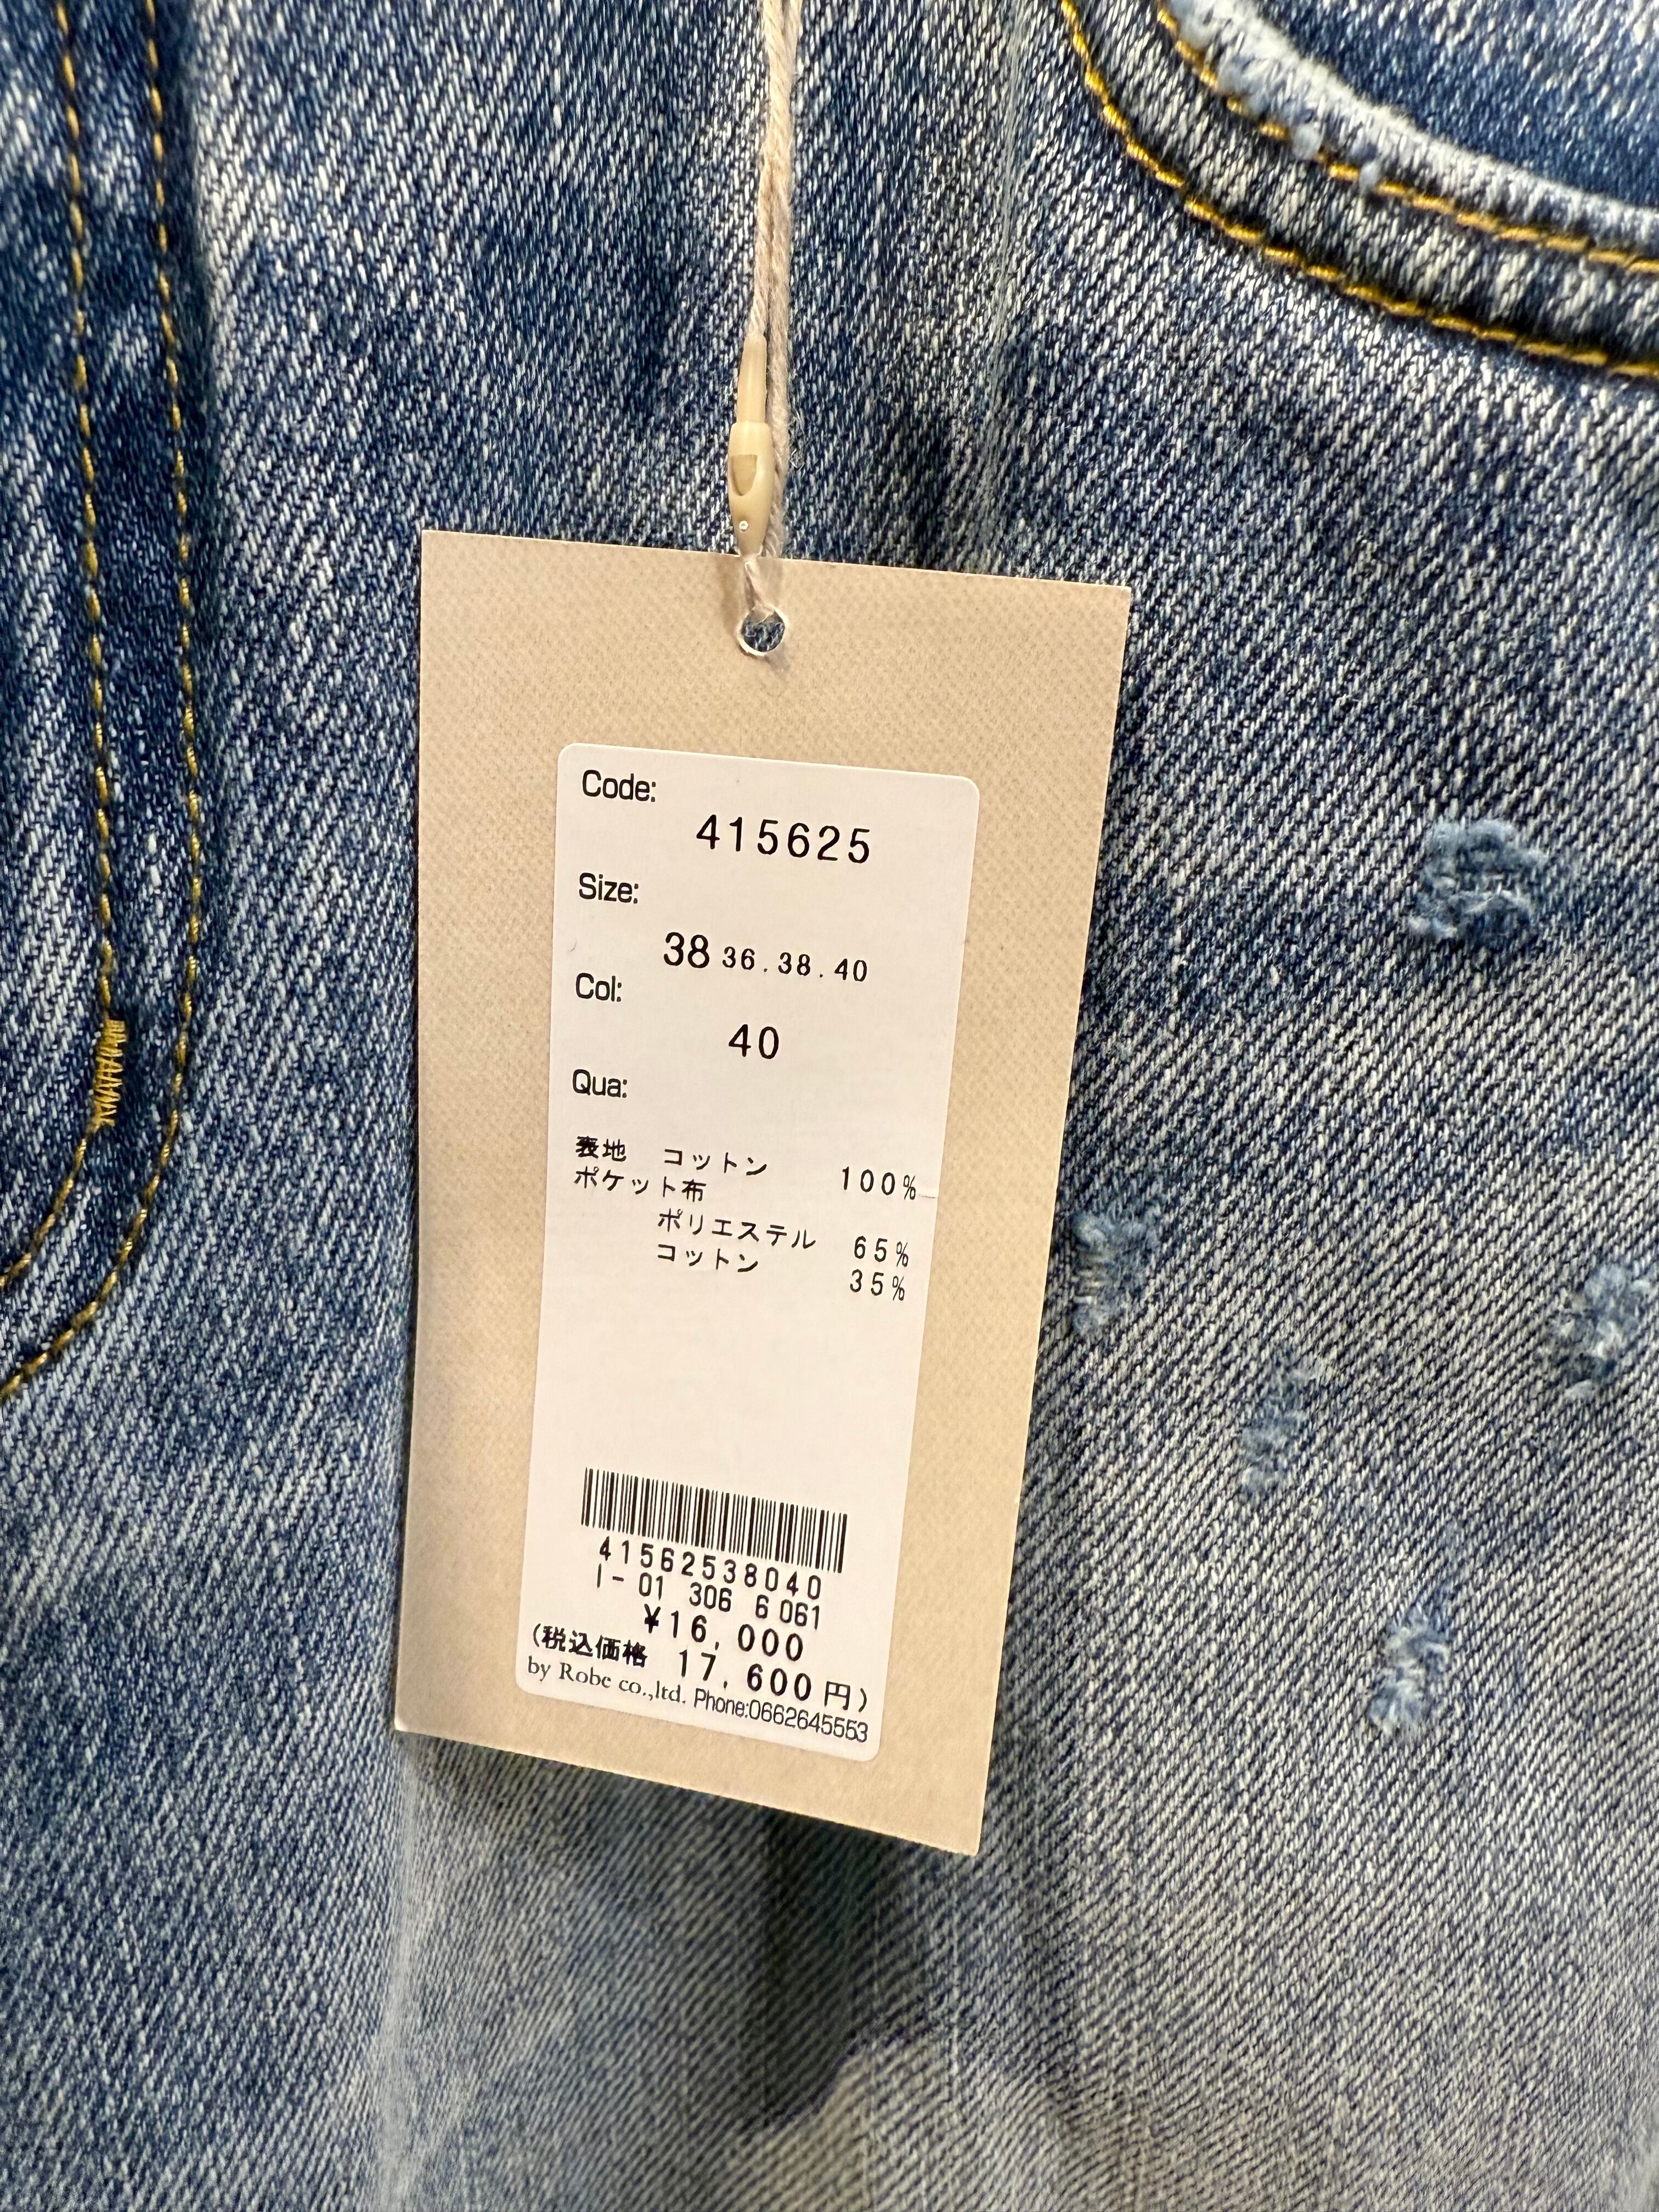 Code:
415625
Size:
38 36.38.40
Col:
40
Qua:
表地 コットン 100%
ポケット布
ポリエステル 65%
コットン 35%
41562538040
I-01 306 6061
¥16,000
(税込価格 17,600円)
by Robe co.,ltd. Phone:0662645553